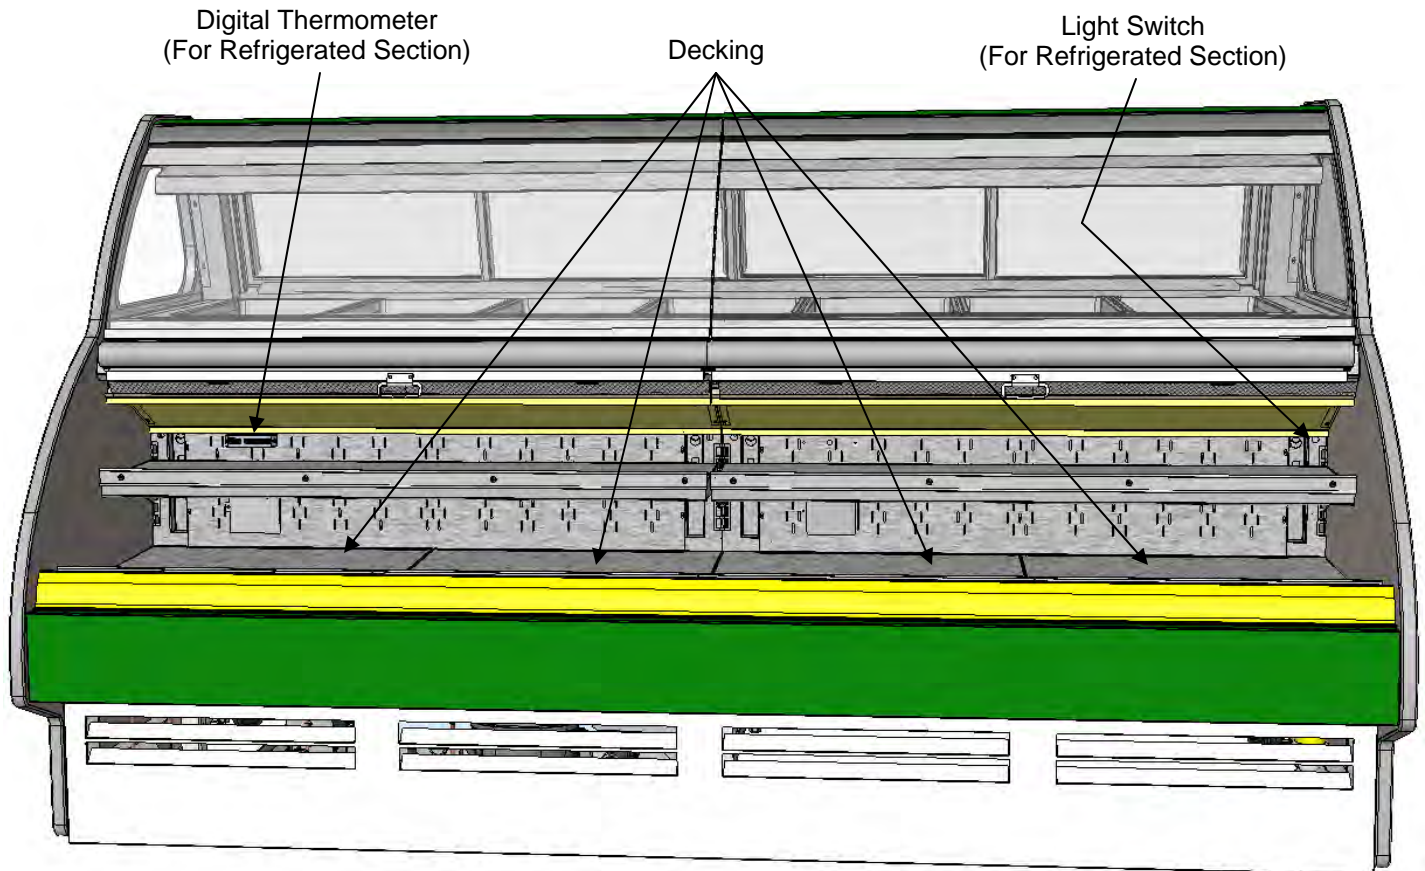 Digital Thermometer
(For Refrigerated Section)
Decking
Light Switch
(For Refrigerated Section)